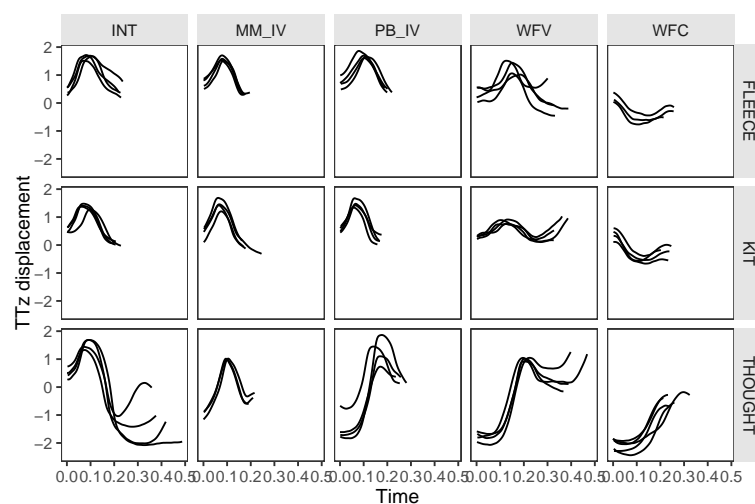 INT MM_IV PB_IV WFV WFC
2
1
0
−1
−2
FLEECE
2
1
0
−1
−2
KIT
2
1
0
−1
−2
THOUGHT
TTz displacement
0.00.10.20.30.40.50.00.10.20.30.40.50.00.10.20.30.40.50.00.10.20.30.40.50.00.10.20.30.40.5
Time